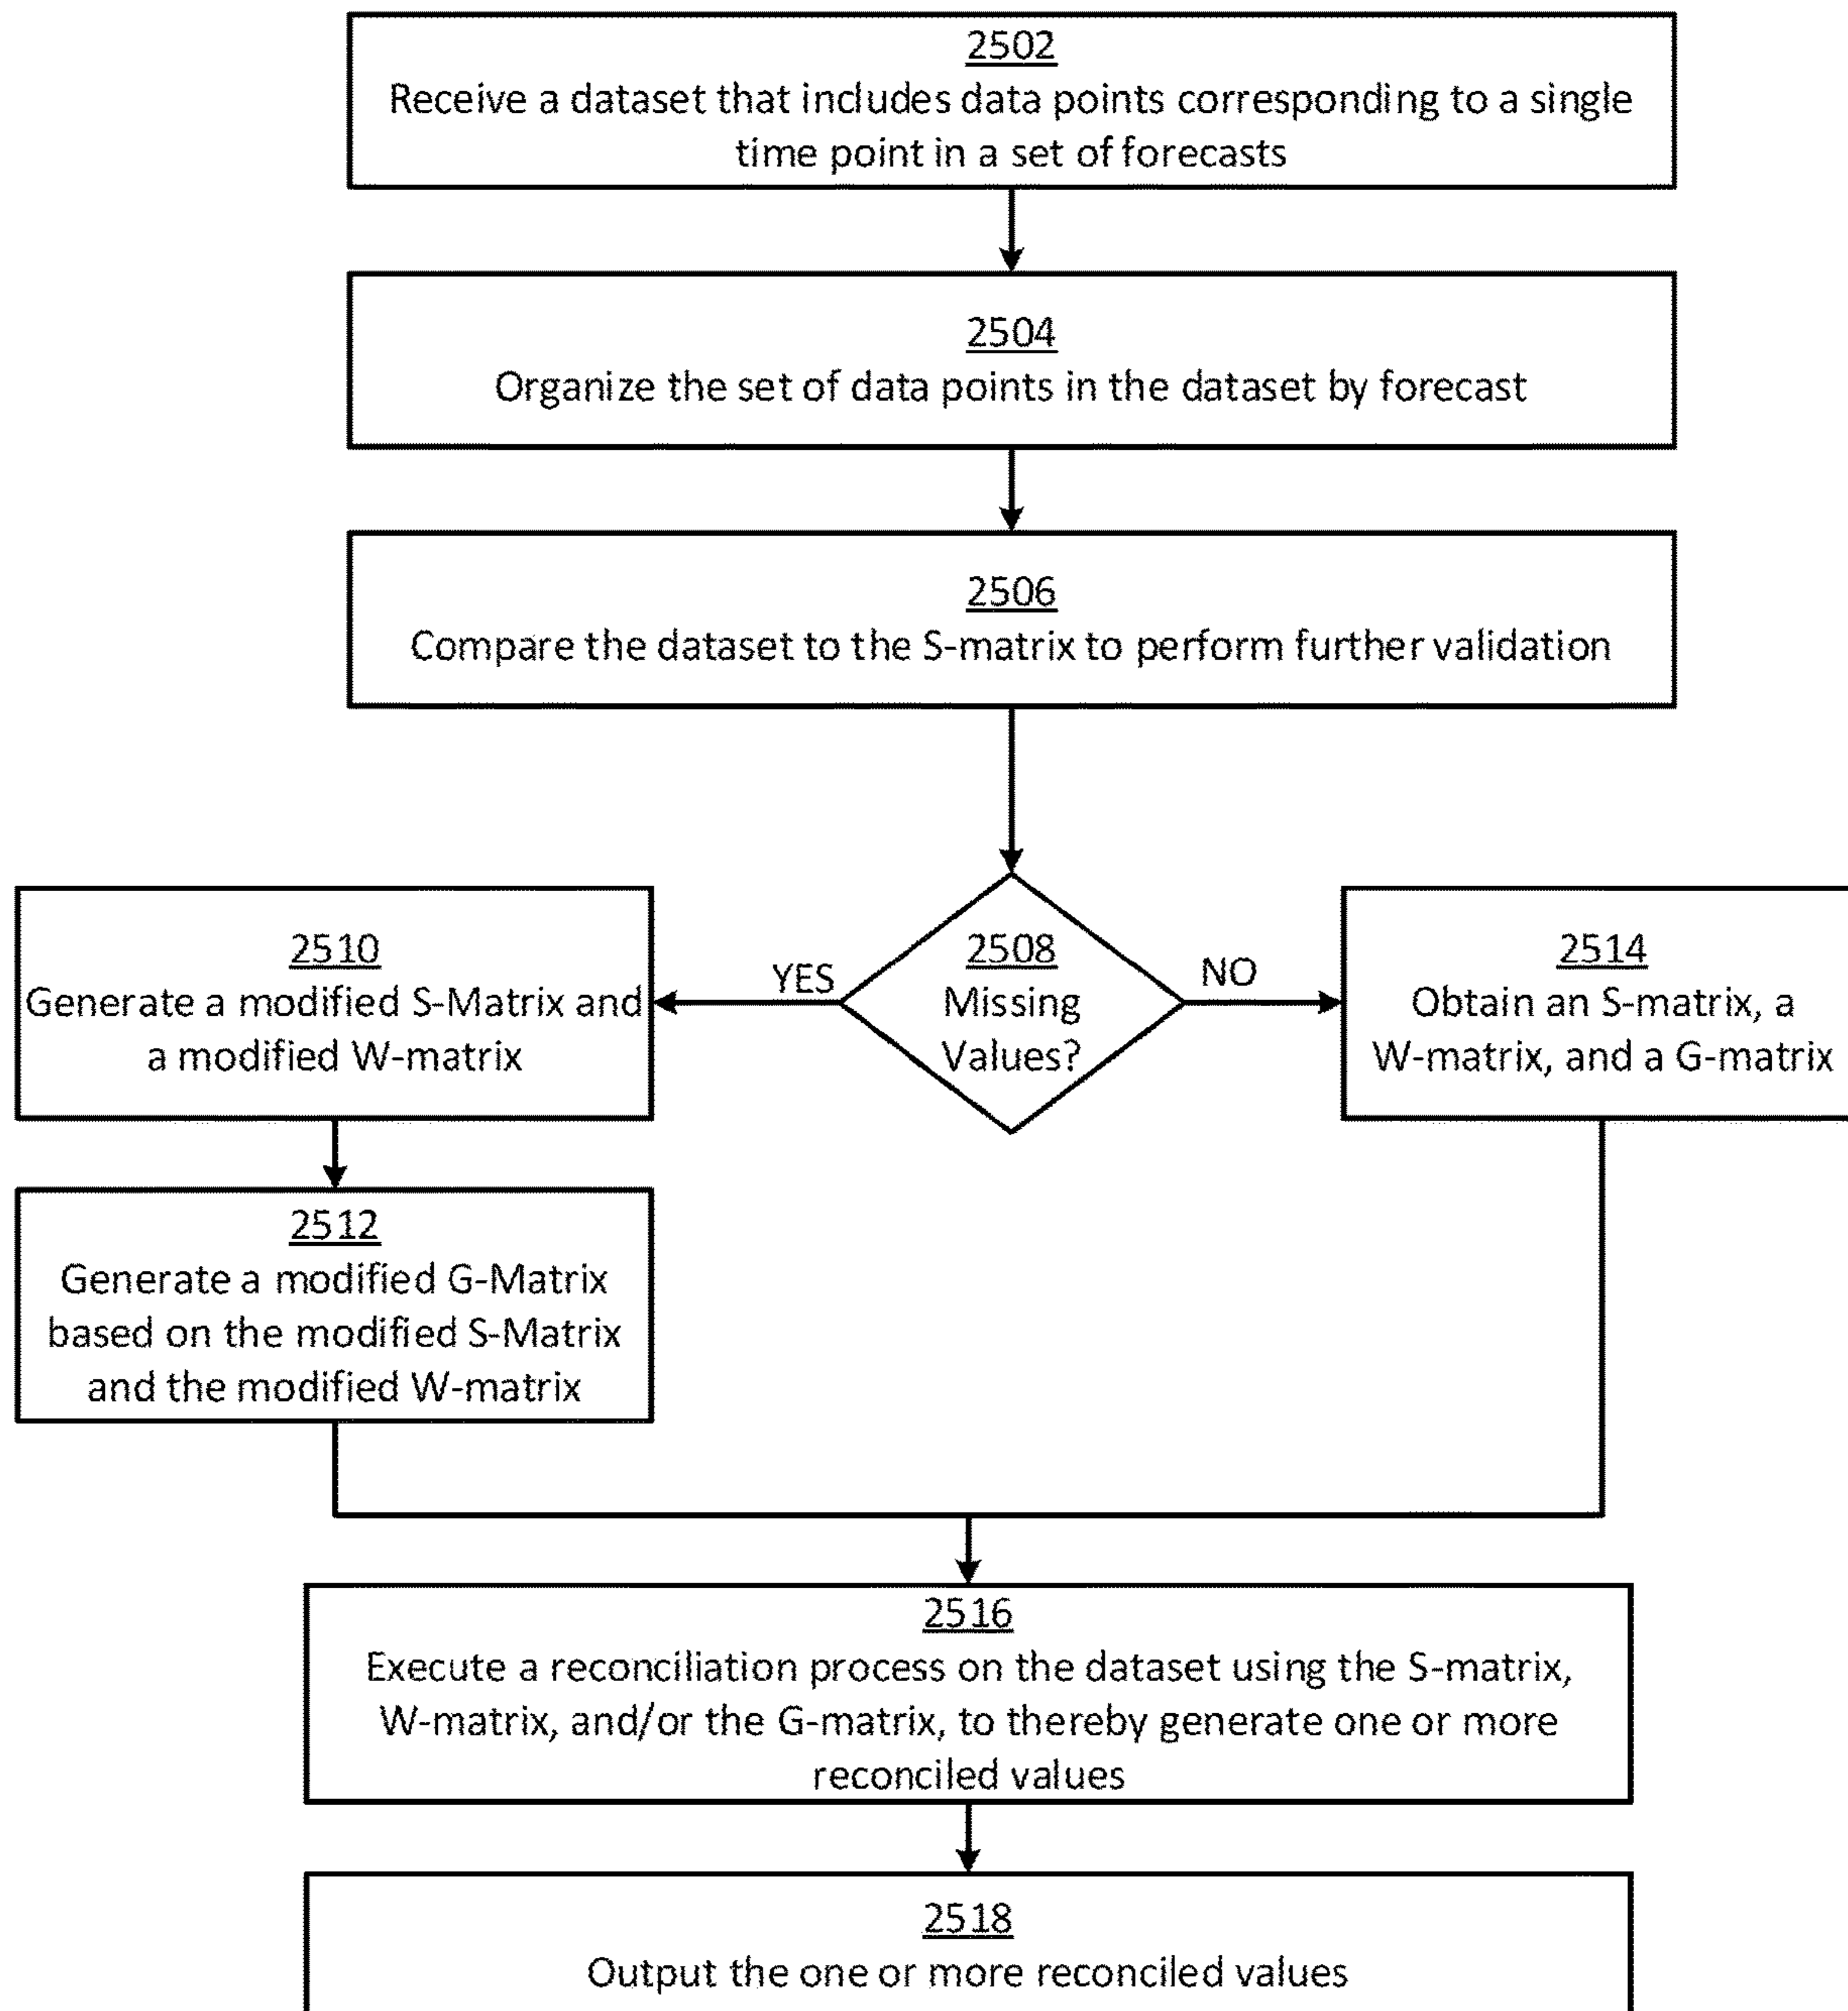 2502
Receive a dataset that includes data points corresponding to a single
time point in a set of forecasts
2504
Organize the set of data points in the dataset by forecast
2506
Compare the dataset to the S-matrix to perform further validation
2508
Missing
Values?
YES
NO
2510
Generate a modified S-Matrix and
a modified W-matrix
2514
Obtain an S-matrix, a
W-matrix, and a G-matrix
2512
Generate a modified G-Matrix
based on the modified S-Matrix
and the modified W-matrix
2516
Execute a reconciliation process on the dataset using the S-matrix,
W-matrix, and/or the G-matrix, to thereby generate one or more
reconciled values
2518
Output the one or more reconciled values